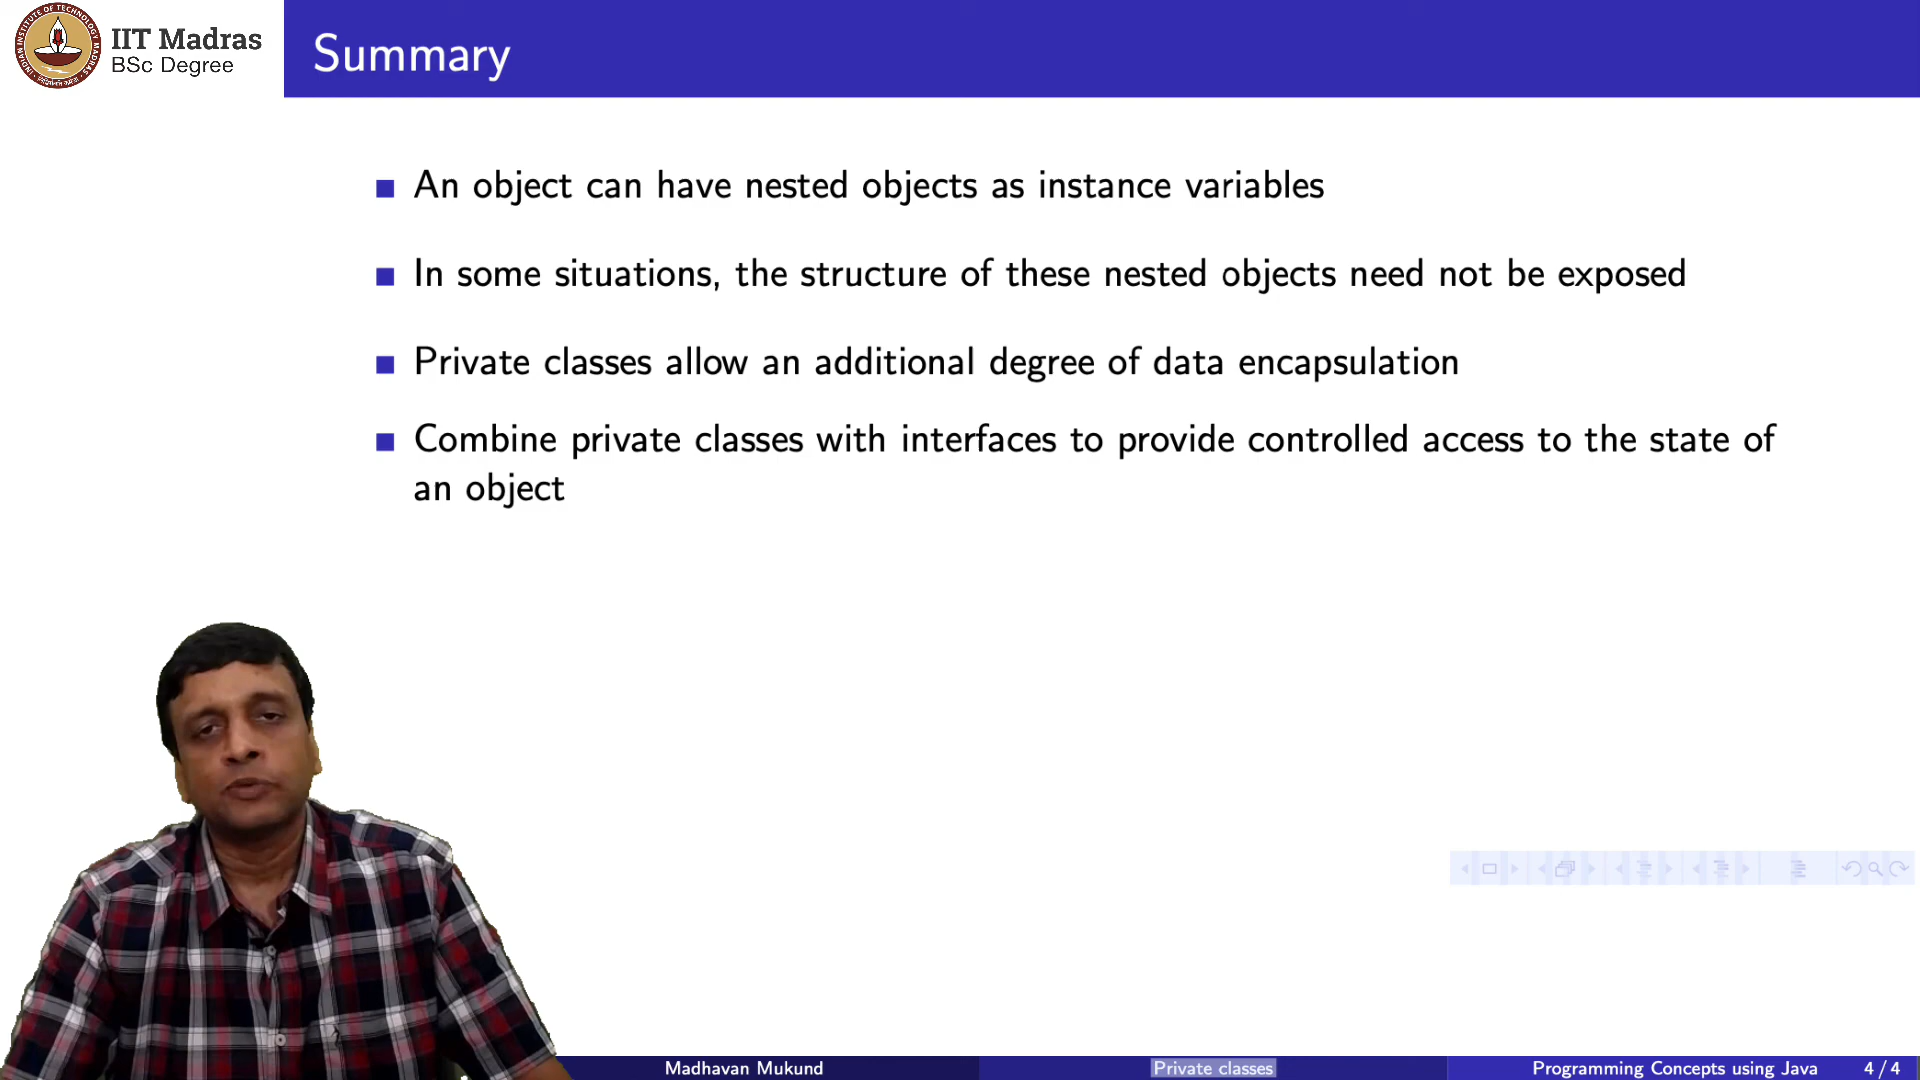 IIT Madras
BSc Degree
Summary
An object can have nested objects as instance variables
In some situations, the structure of these nested objects need not be exposed
Private classes allow an additional degree of data encapsulation
Combine private classes with interfaces to provide controlled access to the state of
an object
Madhavan Mukund
Private classes
Programming Concepts using Java
4 / 4